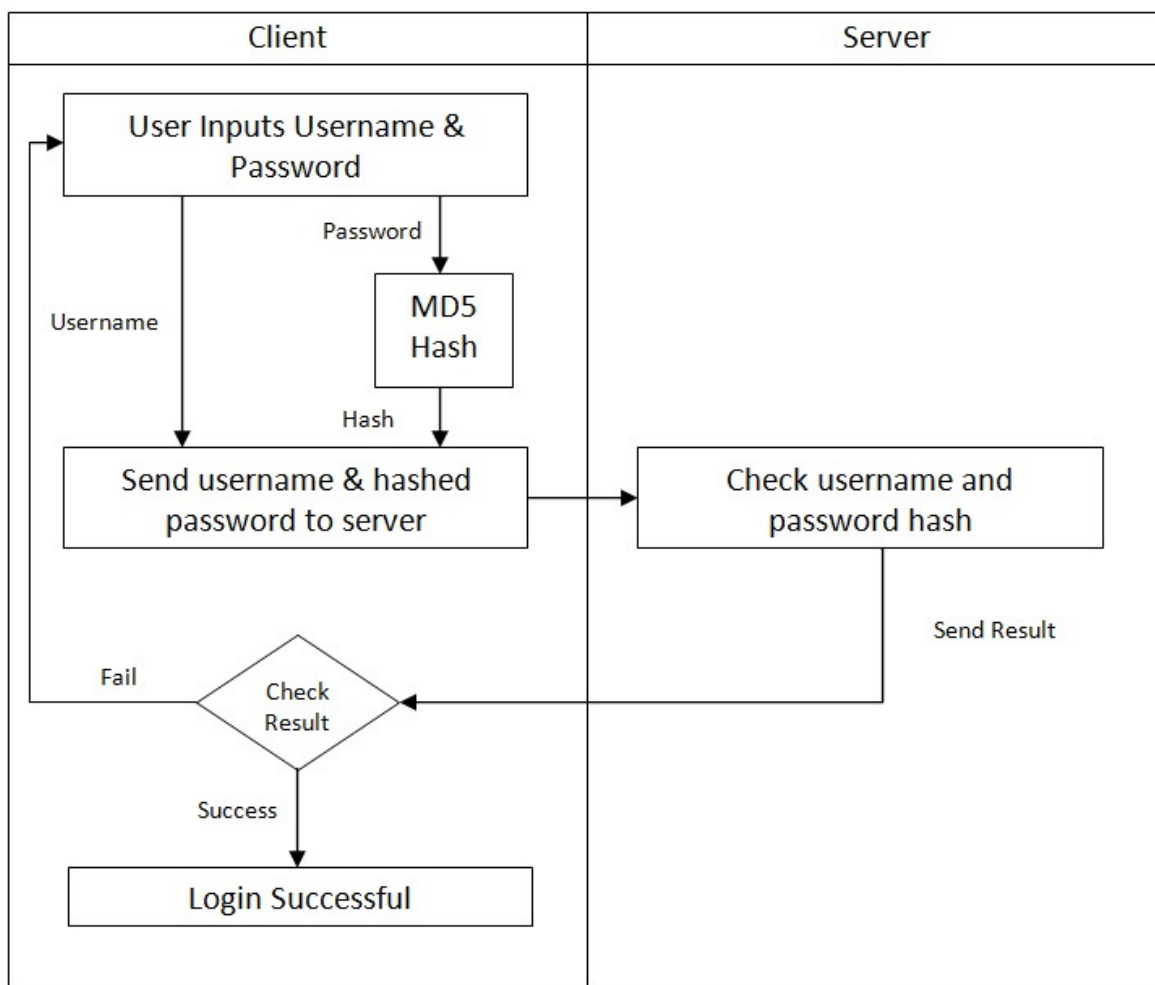 Client
Server
User Inputs Username &
Password
Password
MD5
Hash
Username
Hash
Send username & hashed
password to server
Check username and
password hash
Send Result
Fail
Check
Result
Success
Login Successful